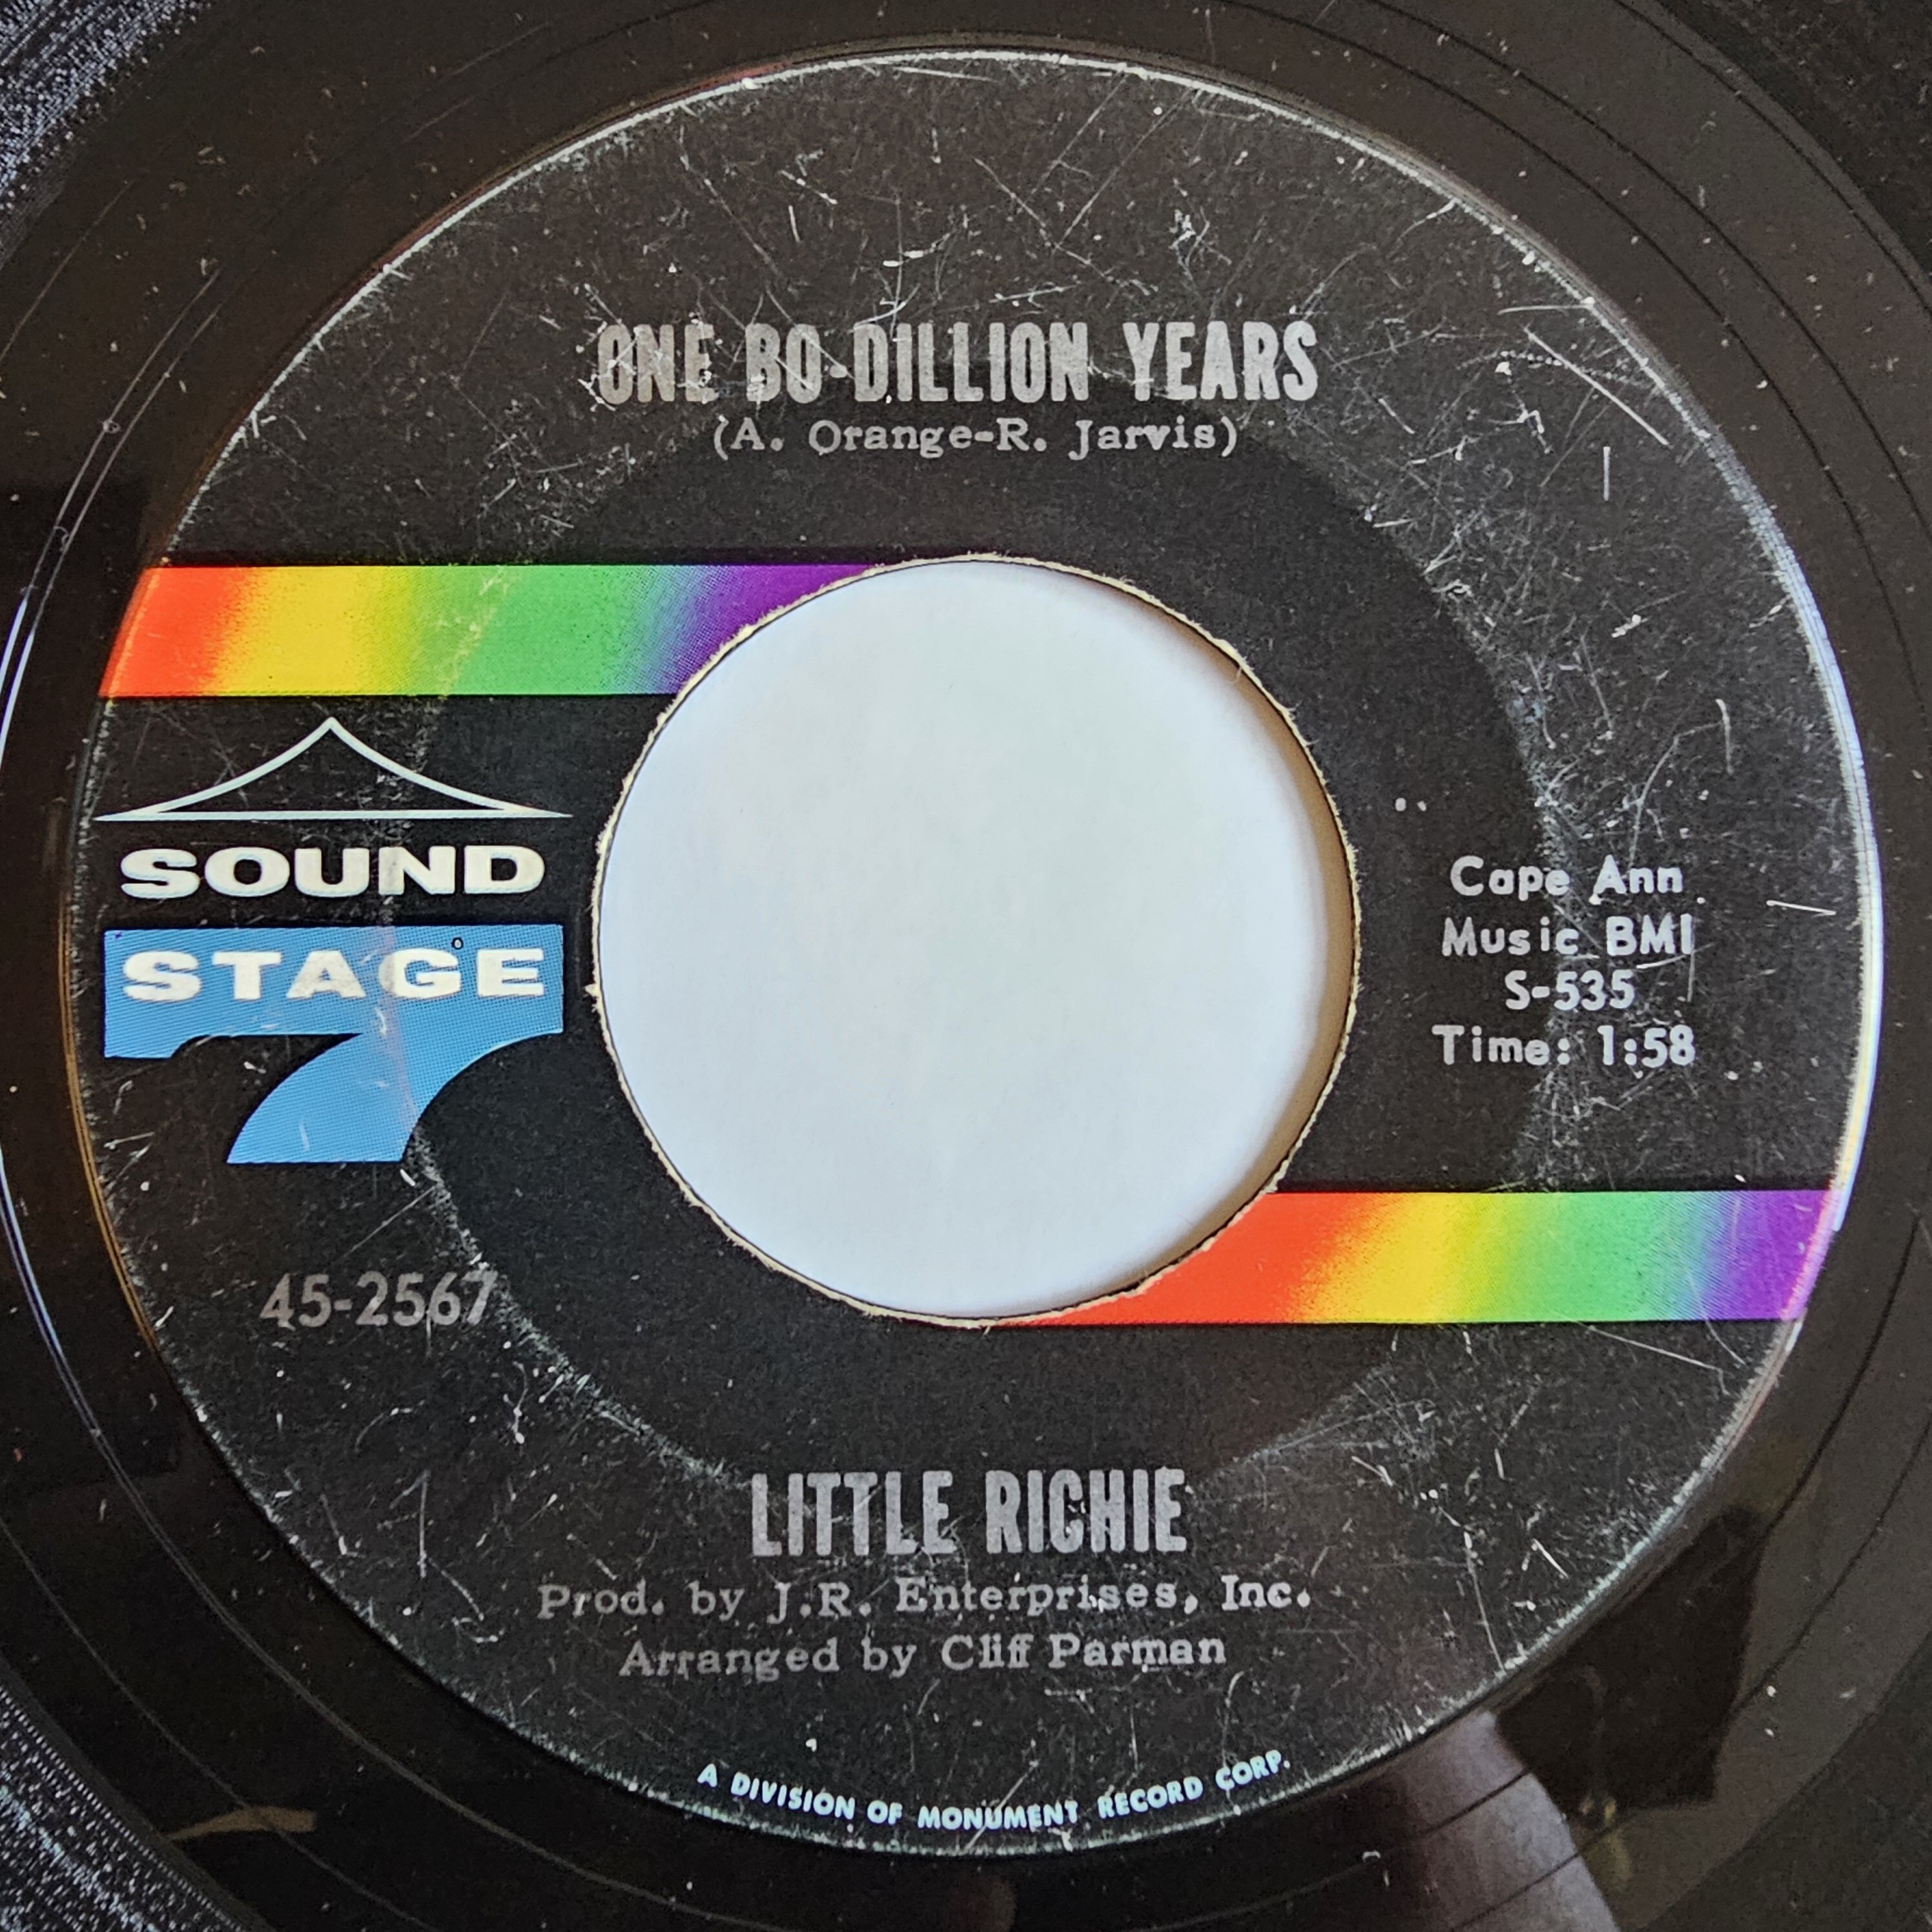 ONE BO-DILLION YEARS
(A. Orange-R. Jarvis)
SOUND
STAGE
7
Cape Ann
Music BMI
S-535
Time: 1:58
45-2567
LITTLE RICHIE
Prod. by J.R. Enterprises, Inc.
Arranged by Cliff Parman
A DIVISION OF MONUMENT RECORD CORP.